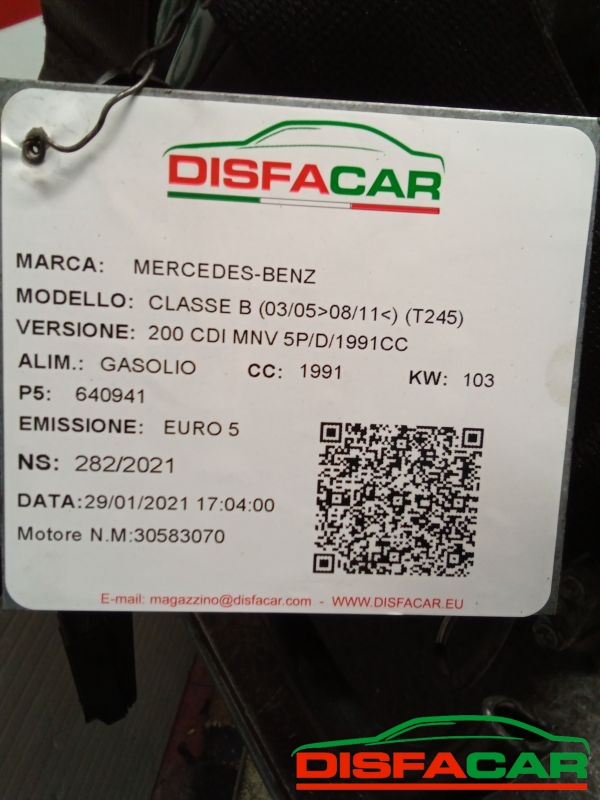 DISFACAR
MARCA: MERCEDES-BENZ
MODELLO: CLASSE B (03/05>08/11<) (T245)
VERSIONE: 200 CDI MNV 5P/D/1991CC
ALIM.: GASOLIO CC: 1991 KW: 103
P5: 640941
EMISSIONE: EURO 5
NS: 282/2021
DATA:29/01/2021 17:04:00
Motore N.M:30583070
E-mail: magazzino@disfacar.com - WWW.DISFACAR.EU
DISFACAR